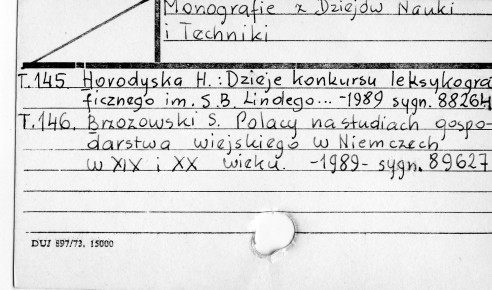 Monografie z Dziejów Nauki
i Techniki
T.145. Horodyska H.: Dzieje konkursu leksykogra
ficznego im. S.B. Lindego... -1989 sygn. 88264
T.146. Brzozowski S. Polacy na studiach gospo-
darstwa wiejskiego w Niemczech
w XIX i XX wieku. -1989- sygn. 89627
DUJ 897/73. 15000